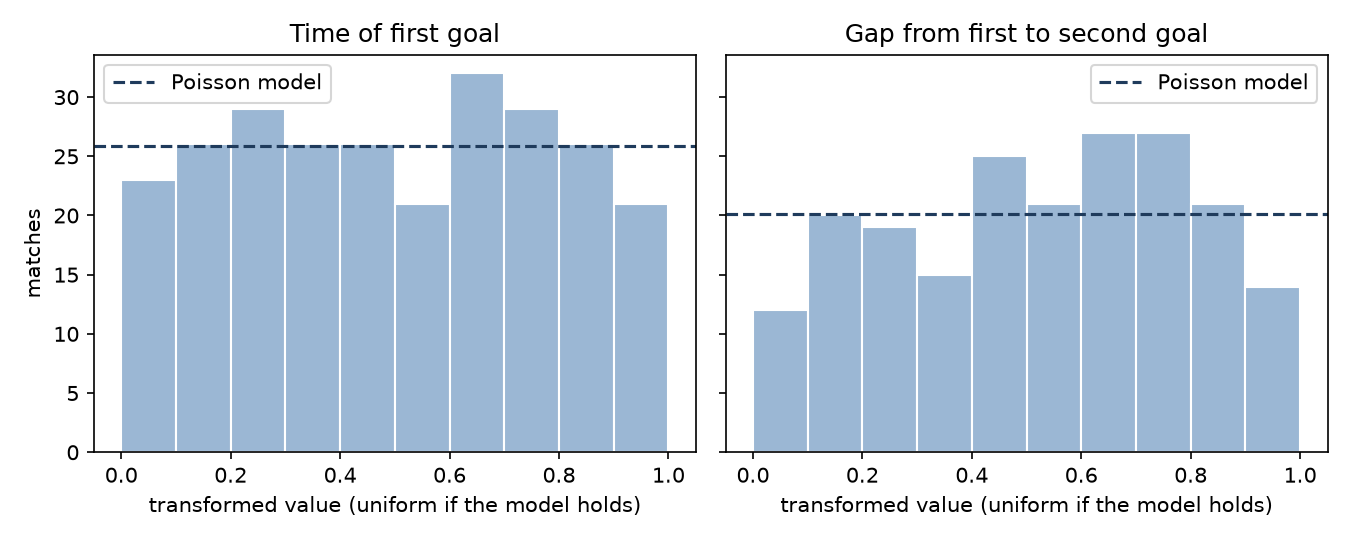 Time of first goal
Poisson model
matches
30
25
20
15
10
5
0
0.0 0.2 0.4 0.6 0.8 1.0
transformed value (uniform if the model holds)
Gap from first to second goal
Poisson model
0.0 0.2 0.4 0.6 0.8 1.0
transformed value (uniform if the model holds)